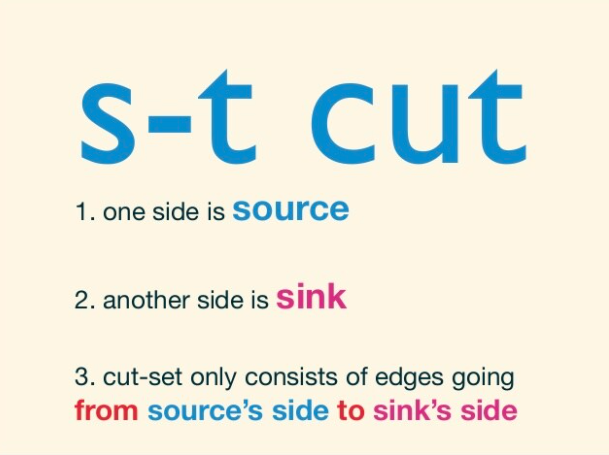 s-t cut
1. one side is source
2. another side is sink
3. cut-set only consists of edges going
from source’s side to sink’s side